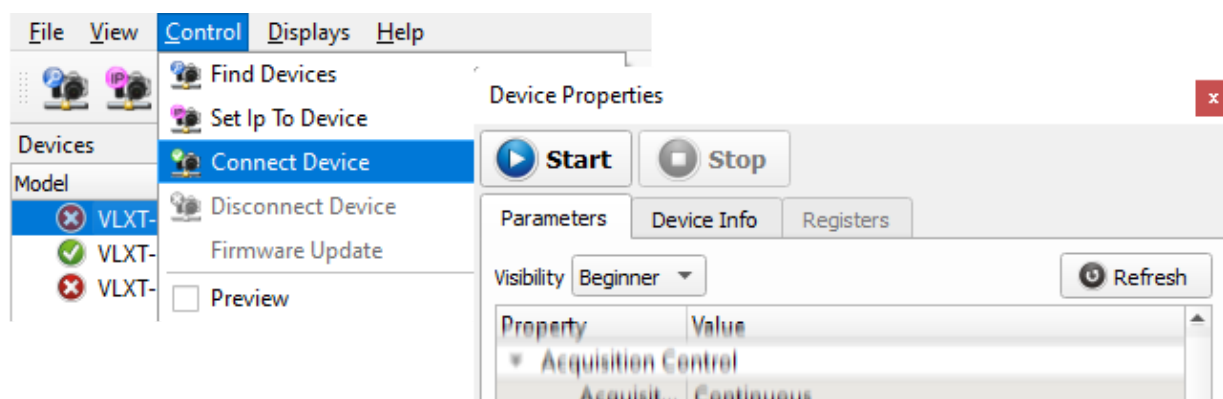 File View Control Displays Help
Find Devices
Set Ip To Device
Connect Device
Disconnect Device
Firmware Update
Preview
IP
Devices
Model
VLXT-
VLXT-
VLXT-
Device Properties
x
Start Stop
Parameters Device Info Registers
Visibility Beginner Refresh
Property Value
Acquisition Control
Acquisit... Continuous